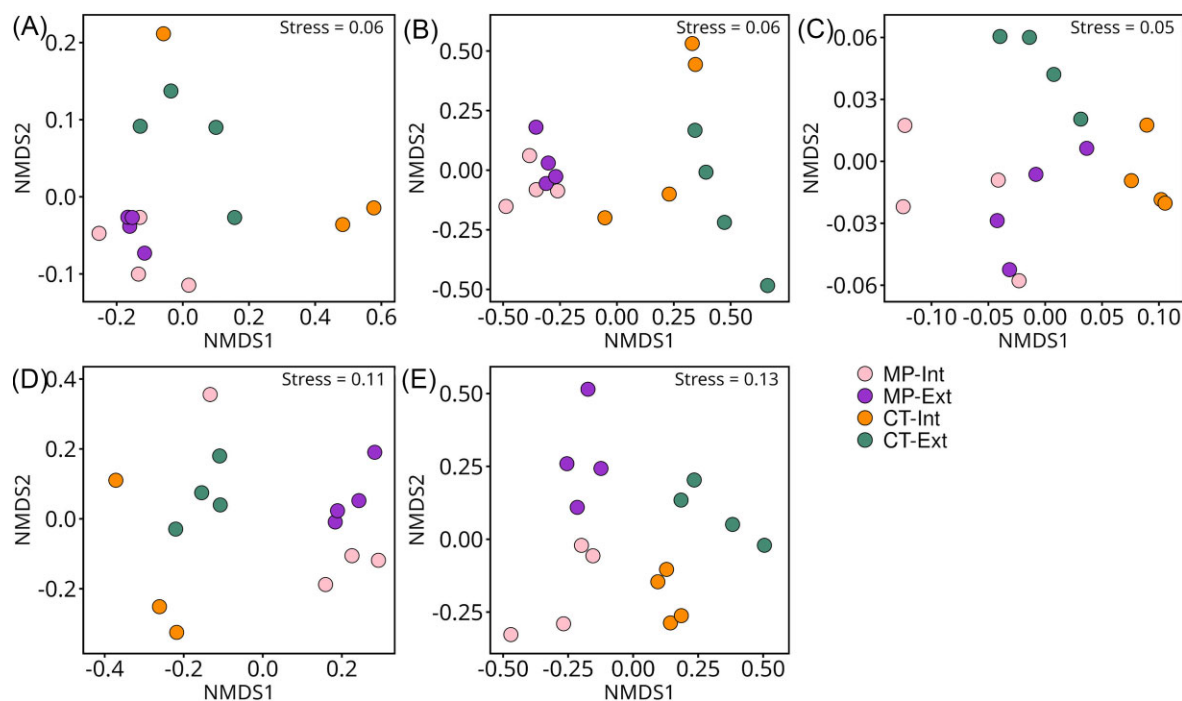 (A)
Stress = 0.06
0.2
0.1
0.0
-0.1
NMDS2
-0.2 0.0 0.2 0.4 0.6
NMDS1
(B)
Stress = 0.06
0.50
0.25
0.00
-0.25
-0.50
NMDS2
-0.50 -0.25 0.00 0.25 0.50
NMDS1
(C)
Stress = 0.05
0.06
0.03
0.00
-0.03
-0.06
NMDS2
-0.10 -0.05 0.00 0.05 0.10
NMDS1
(D)
Stress = 0.11
0.4
0.2
0.0
-0.2
NMDS2
-0.4 -0.2 0.0 0.2
NMDS1
(E)
Stress = 0.13
0.50
0.25
0.00
-0.25
NMDS2
-0.50 -0.25 0.00 0.25 0.50
NMDS1
MP-Int
MP-Ext
CT-Int
CT-Ext